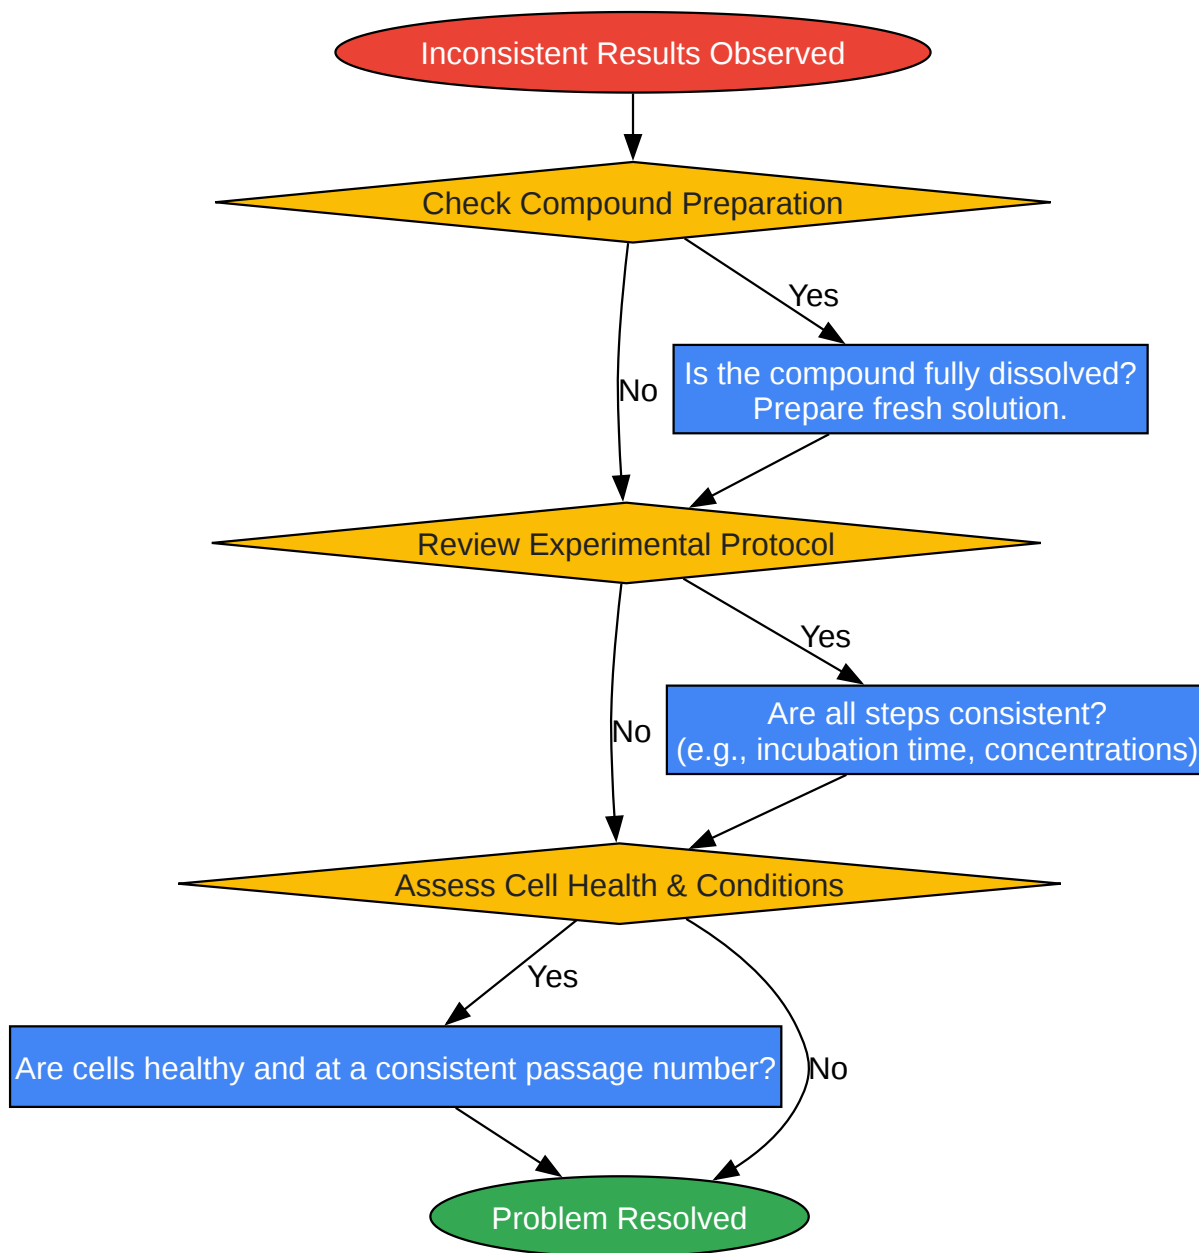 Inconsistent Results Observed
Check Compound Preparation
Yes
Is the compound fully dissolved?
Prepare fresh solution.
No
Review Experimental Protocol
Yes
Are all steps consistent?
(e.g., incubation time, concentrations)
No
Assess Cell Health & Conditions
Yes
Are cells healthy and at a consistent passage number?
No
Problem Resolved